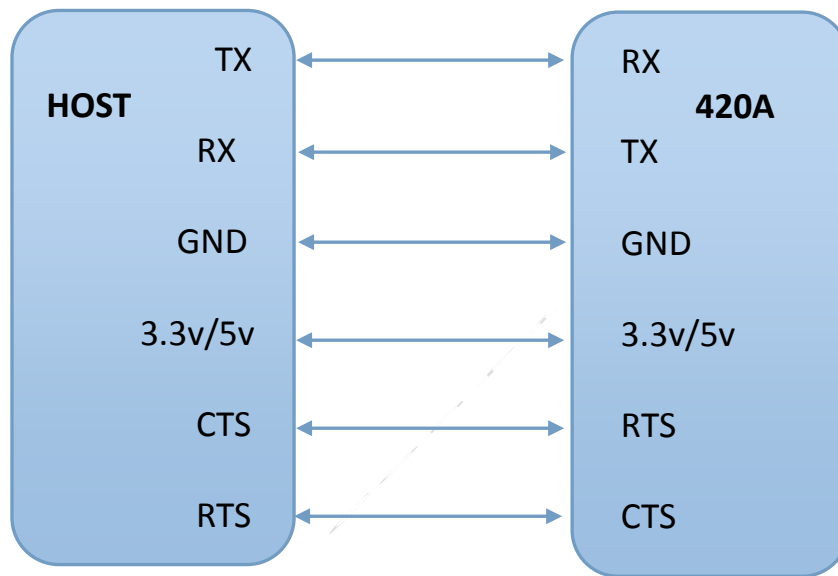 TX
RX
HOST
420A
RX
TX
GND
GND
3.3v/5v
3.3v/5v
CTS
RTS
RTS
CTS